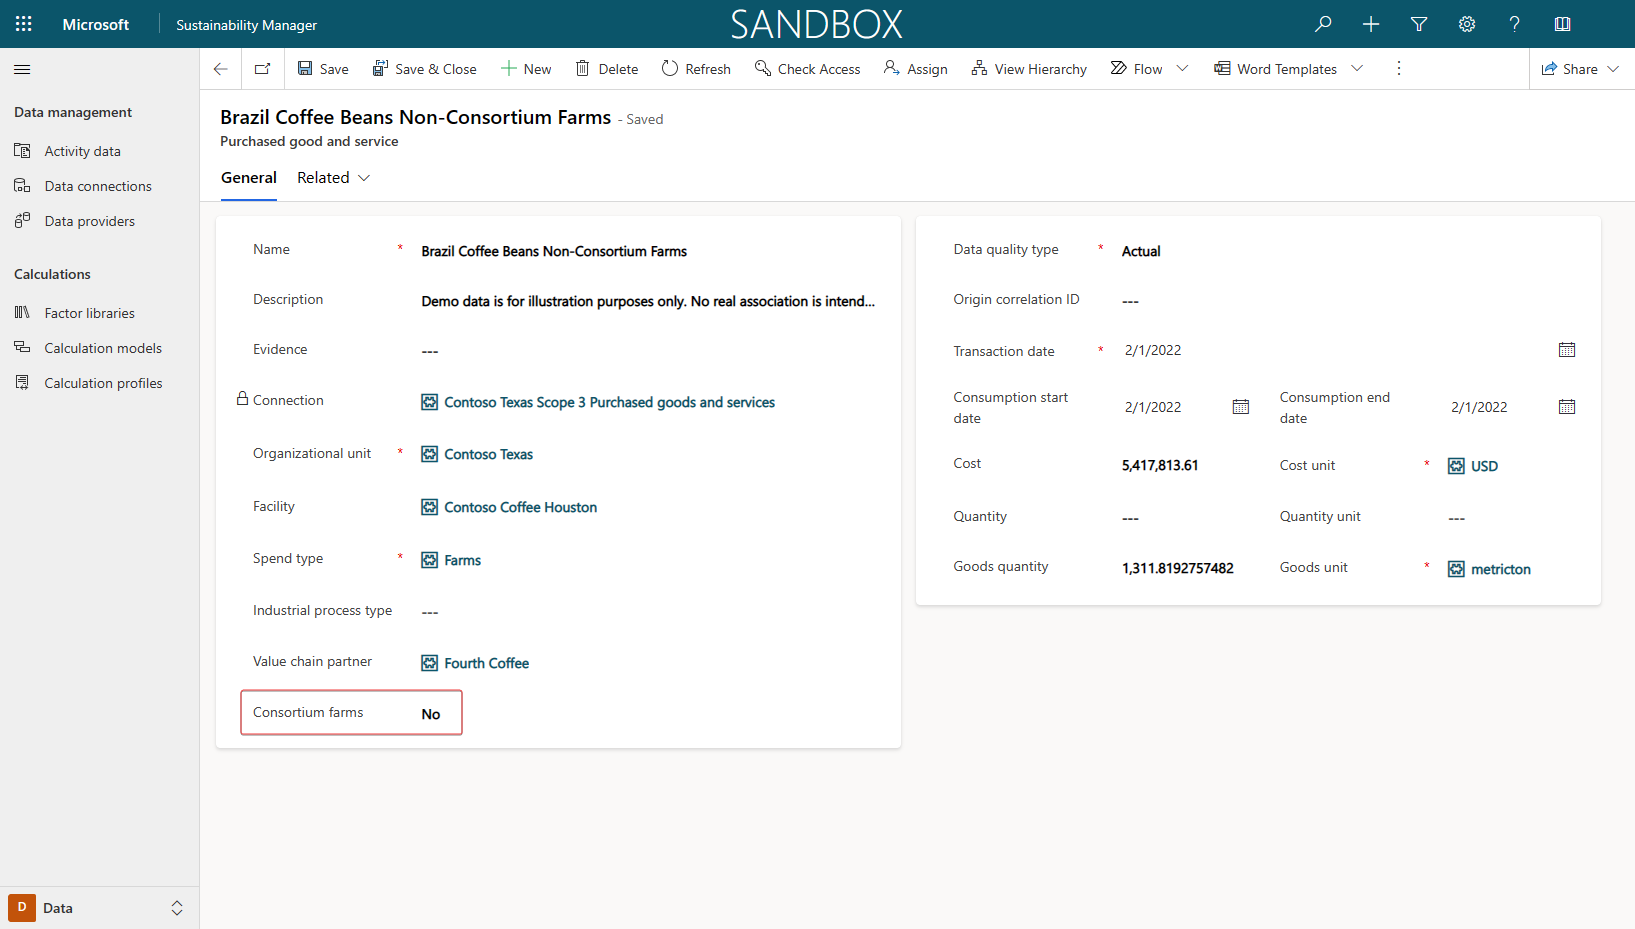 Microsoft
Sustainability Manager
SANDBOX
Save
Save & Close
New
Delete
Refresh
Check Access
Assign
View Hierarchy
Flow
Word Templates
Share
Data management
Activity data
Data connections
Data providers
Calculations
Factor libraries
Calculation models
Calculation profiles
D Data
Brazil Coffee Beans Non-Consortium Farms - Saved
Purchased good and service
General
Related
Name * Brazil Coffee Beans Non-Consortium Farms
Description Demo data is for illustration purposes only. No real association is intend...
Evidence ---
Connection Contoso Texas Scope 3 Purchased goods and services
Organizational unit * Contoso Texas
Facility Contoso Coffee Houston
Spend type * Farms
Industrial process type ---
Value chain partner Fourth Coffee
Consortium farms No
Data quality type * Actual
Origin correlation ID ---
Transaction date * 2/1/2022
Consumption start
date
2/1/2022
Consumption end
date
2/1/2022
Cost 5,417,813.61
Cost unit * USD
Quantity ---
Quantity unit ---
Goods quantity 1,311.8192757482
Goods unit * metricton